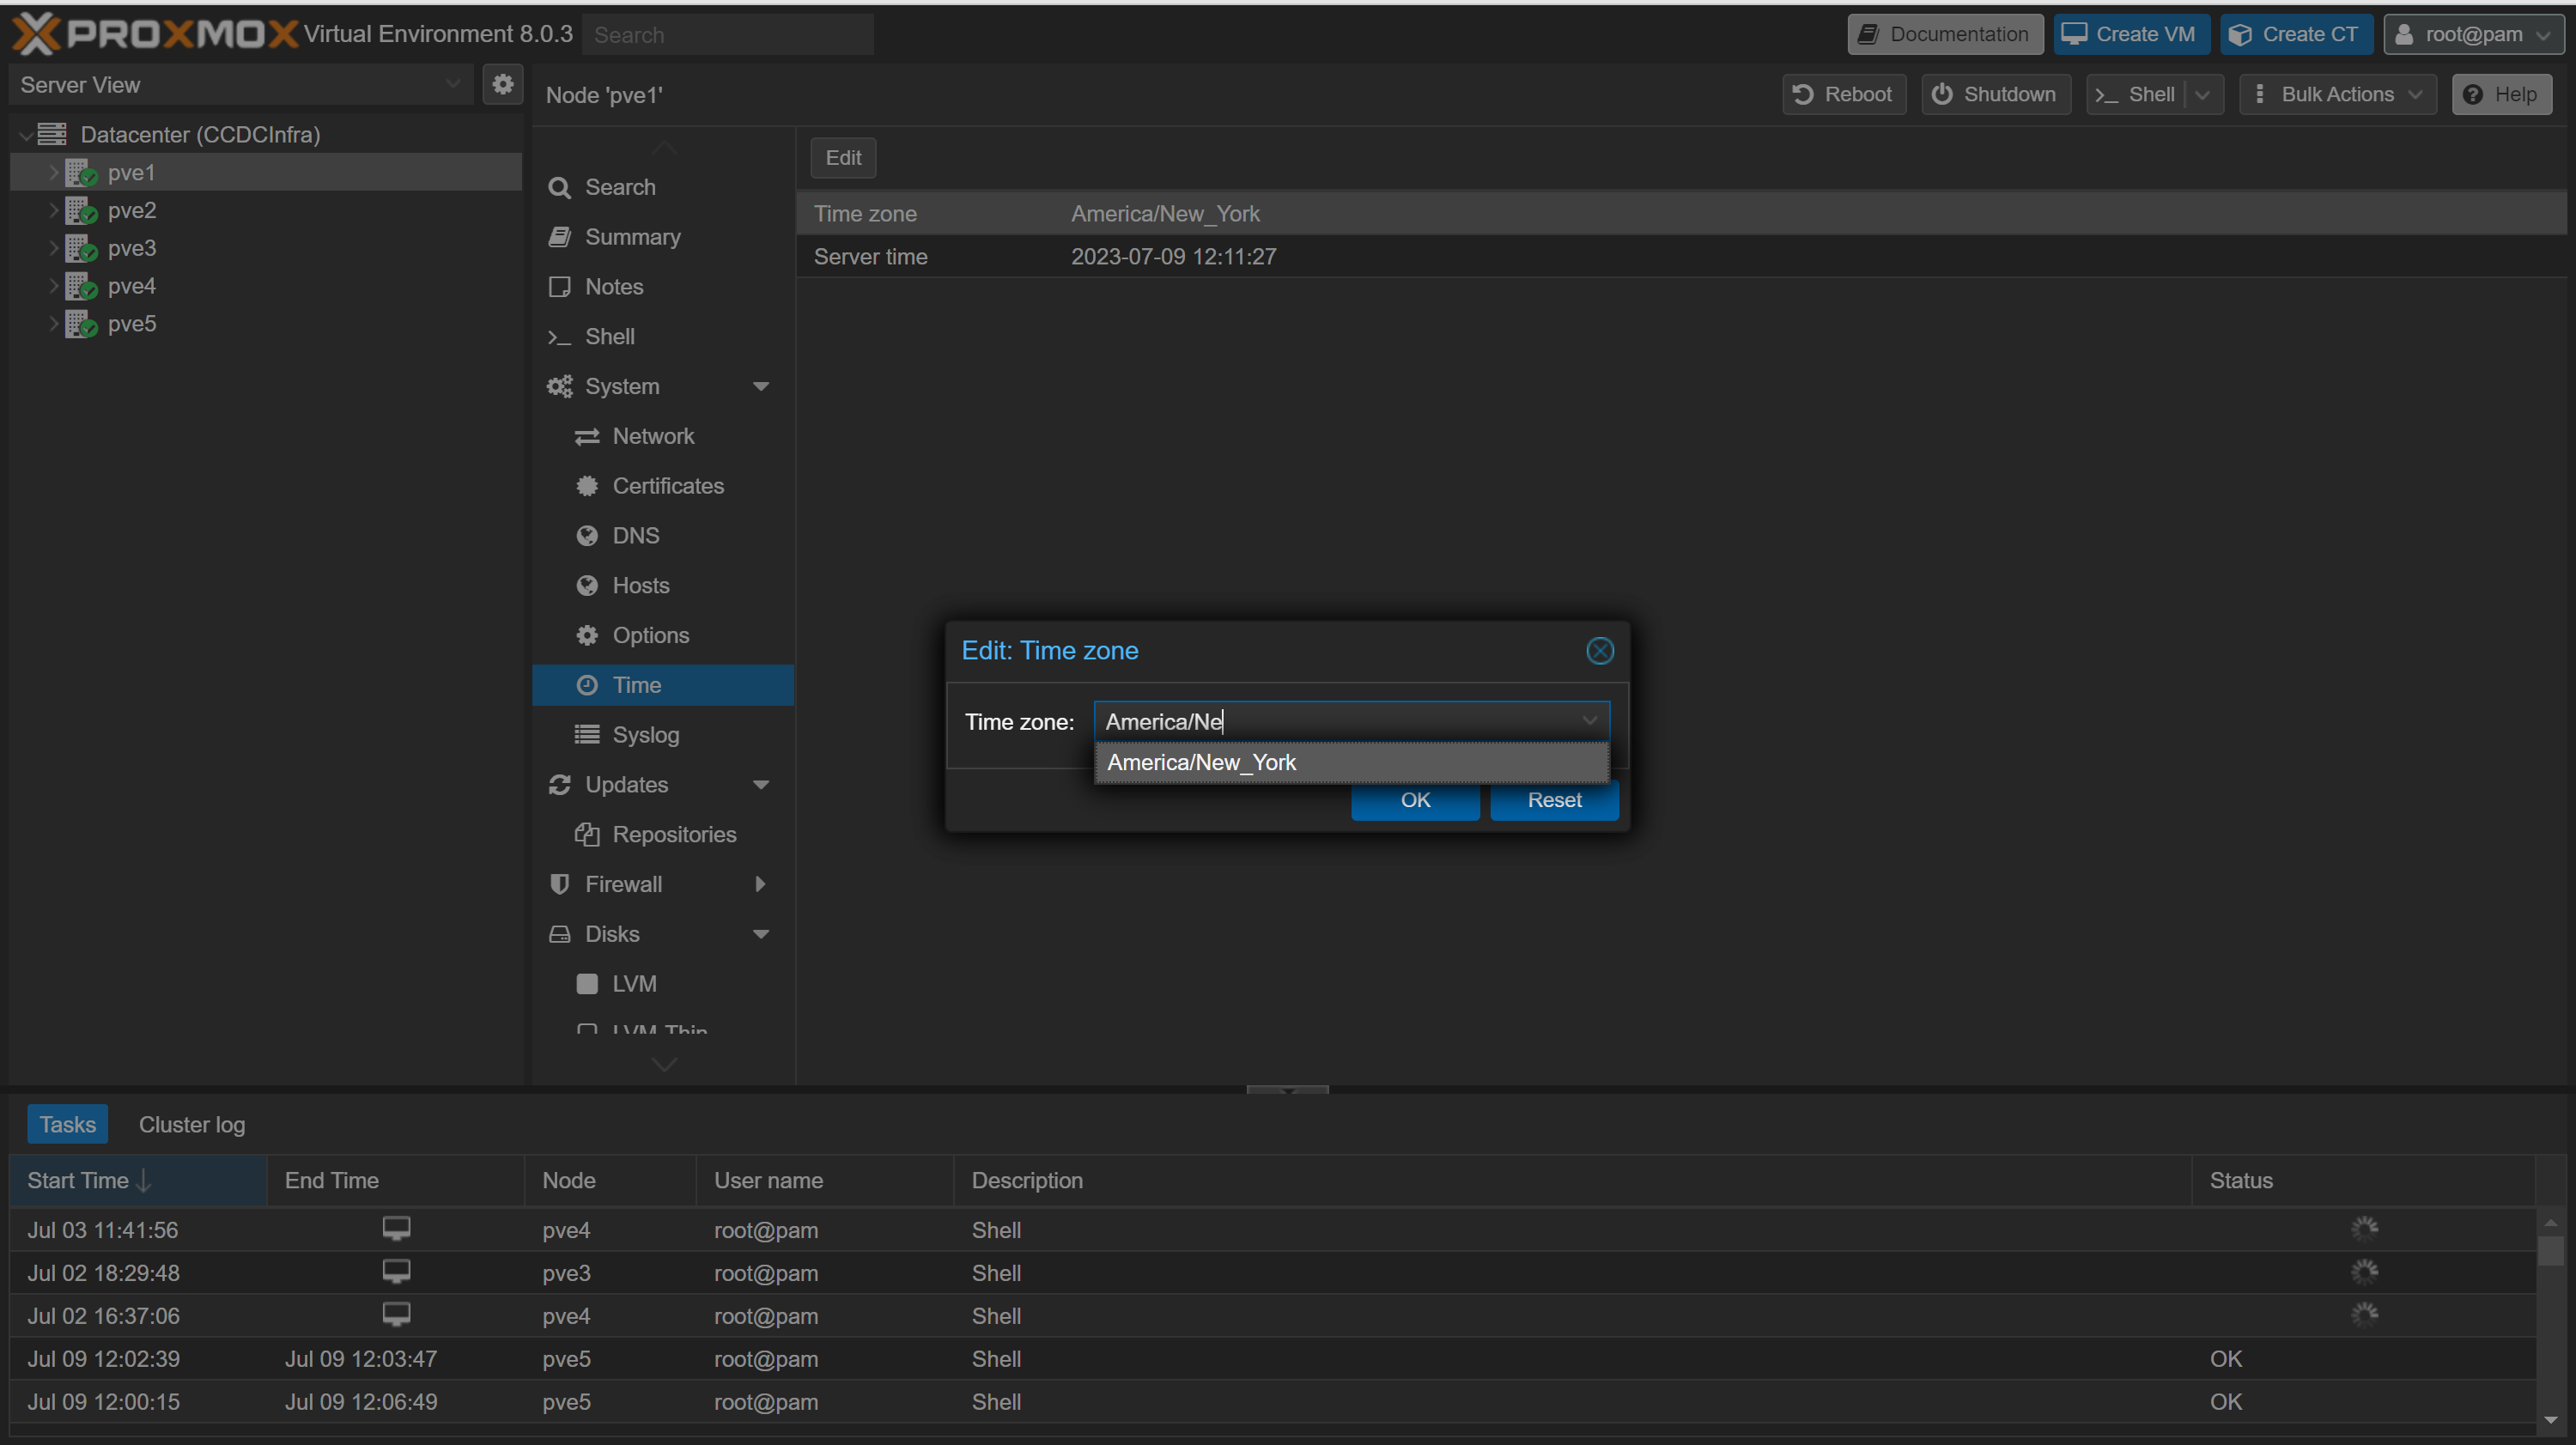 PROXMOX Virtual Environment 8.0.3 Search Documentation Create VM Create CT root@pam
Server View
Node 'pve1' Reboot Shutdown Shell Bulk Actions Help
Datacenter (CCDCInfra)
pve1
pve2
pve3
pve4
pve5
Search
Summary
Notes
Shell
System
Network
Certificates
DNS
Hosts
Options
Time
Syslog
Updates
Repositories
Firewall
Disks
LVM
LVM-Thin
Edit
Time zone America/New_York
Server time 2023-07-09 12:11:27
Edit: Time zone
Time zone: America/Ne
America/New_York
OK Reset
Tasks Cluster log
Start Time End Time Node User name Description Status
Jul 03 11:41:56 pve4 root@pam Shell
Jul 02 18:29:48 pve3 root@pam Shell
Jul 02 16:37:06 pve4 root@pam Shell
Jul 09 12:02:39 Jul 09 12:03:47 pve5 root@pam Shell OK
Jul 09 12:00:15 Jul 09 12:06:49 pve5 root@pam Shell OK